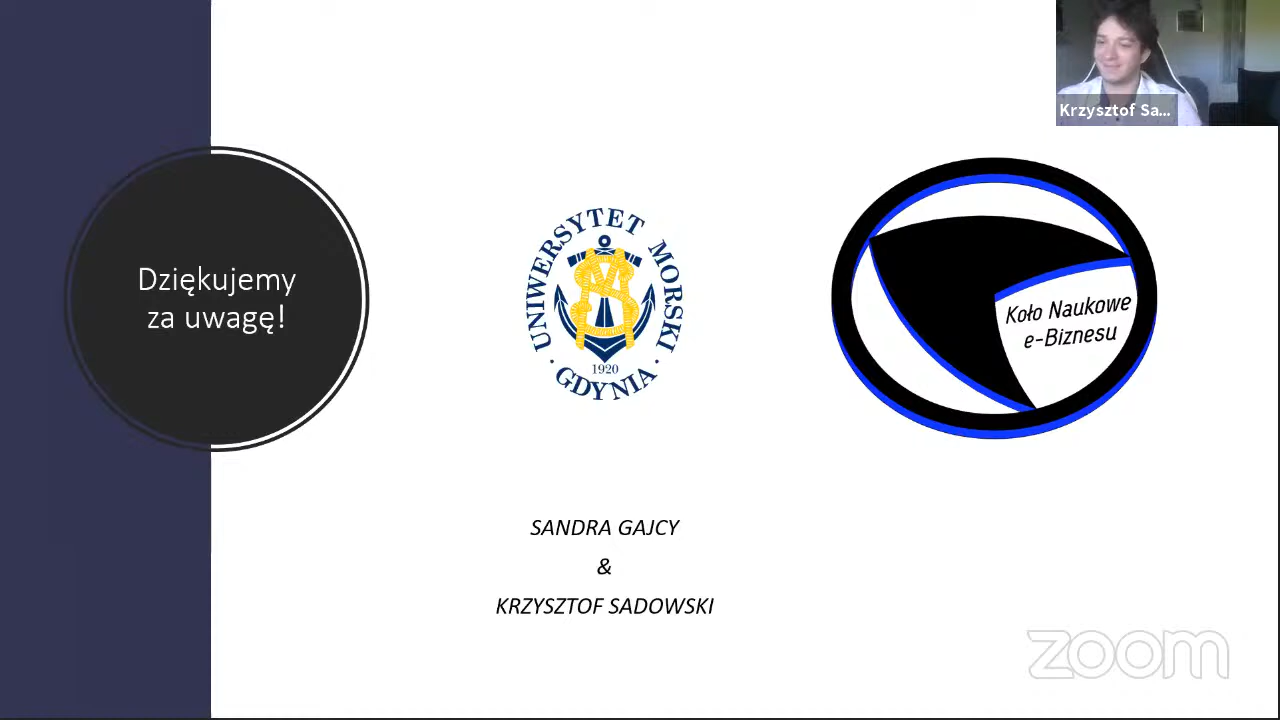 Krzysztof Sa...
Dziękujemy
za uwagę!
UNIWERSYTET MORSKI
· GDYNIA ·
1920
Koło Naukowe
e-Biznesu
SANDRA GAJCY
&
KRZYSZTOF SADOWSKI
zoom